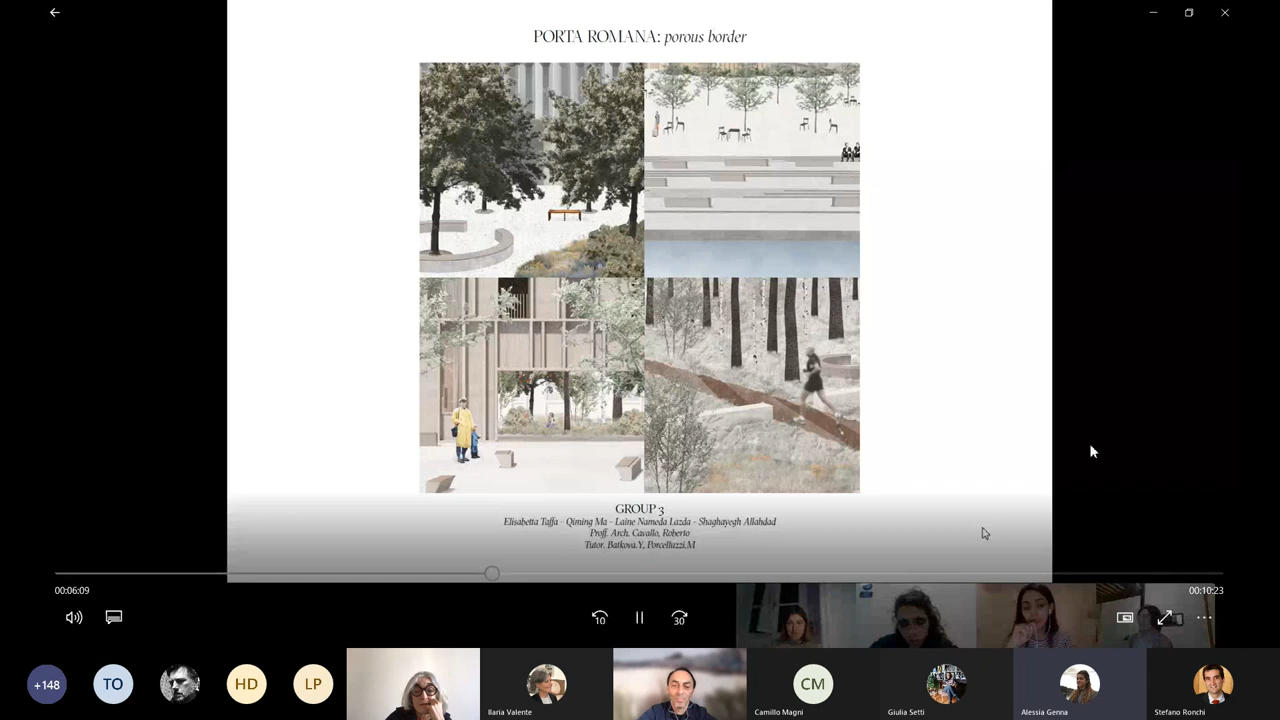 PORTA ROMANA: porous border
GROUP 3
Elisabetta Taffa - Qiming Ma - Laine Nameda Lazda - Shaghayegh Allahdad
Proff. Arch. Cavallo, Roberto
Tutor. Batkova.Y, Porcelluzzi.M
00:06:09
00:10:23
10
30
+148
TO
HD
LP
Ilaria Valente
CM
Camillo Magni
Giulia Setti
Alessia Genna
Stefano Ronchi